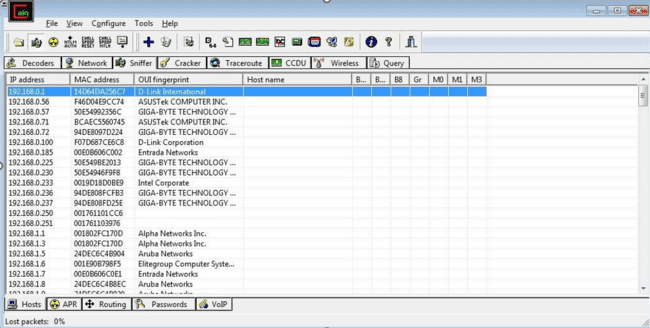 Cain
File View Configure Tools Help
Decoders Network Sniffer Cracker Traceroute CCDU Wireless Query
IP address MAC address OUI fingerprint Host name B... B... B8 Gr M0 M1 M3
192.168.0.1 14D64DA256C7 D-Link International
192.168.0.56 F46D04E9CC74 ASUSTek COMPUTER INC.
192.168.0.57 50E54992356C GIGA-BYTE TECHNOLOGY ...
192.168.0.71 BCAEC5560745 ASUSTek COMPUTER INC.
192.168.0.72 94DE8097D224 GIGA-BYTE TECHNOLOGY ...
192.168.0.100 F07D687CE6C8 D-Link Corporation
192.168.0.185 00E0B606C002 Entrada Networks
192.168.0.225 50E549BE2013 GIGA-BYTE TECHNOLOGY ...
192.168.0.230 50E54946F9F8 GIGA-BYTE TECHNOLOGY ...
192.168.0.233 0019D18D0BE9 Intel Corporate
192.168.0.236 94DE808FCFB3 GIGA-BYTE TECHNOLOGY ...
192.168.0.237 94DE808FD25E GIGA-BYTE TECHNOLOGY ...
192.168.0.250 001761101CC6
192.168.0.251 001761103976
192.168.1.1 001802FC170D Alpha Networks Inc.
192.168.1.3 001802FC170D Alpha Networks Inc.
192.168.1.5 24DEC6C4B904 Aruba Networks
192.168.1.6 001E90B798F5 Elitegroup Computer Syste...
192.168.1.7 00E0B606C0E1 Entrada Networks
192.168.1.8 24DEC6C4B8EC Aruba Networks
Hosts APR Routing Passwords VoIP
Lost packets: 0%